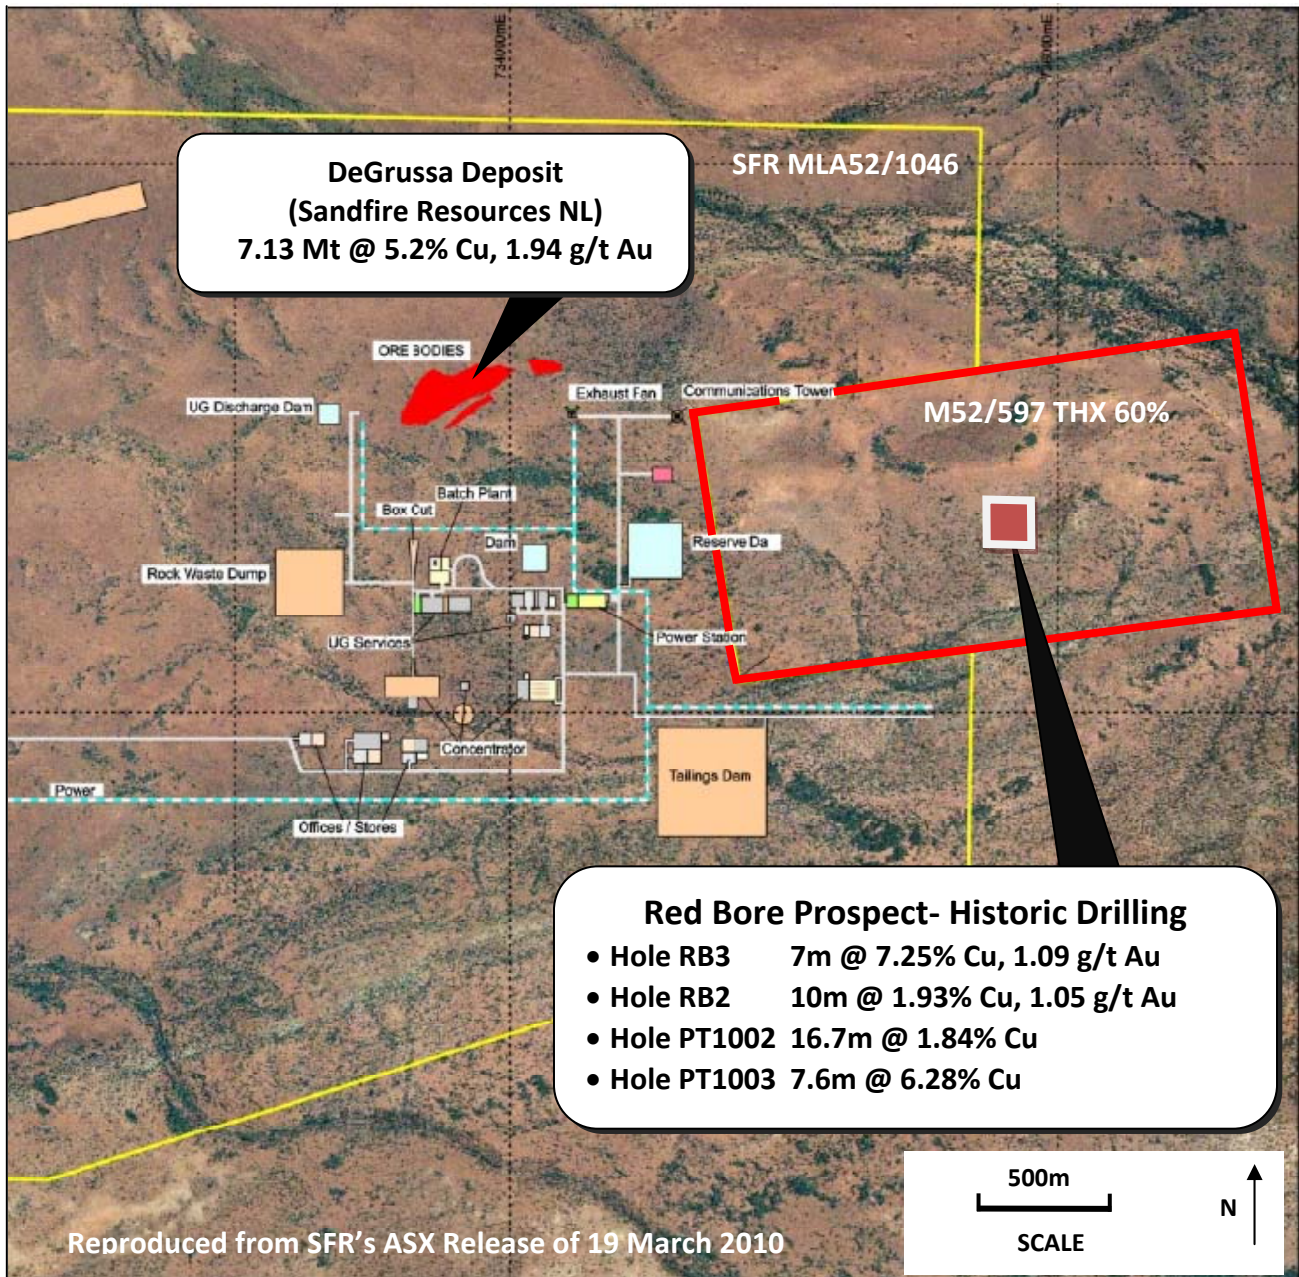 734000mE
DeGrussa Deposit
(Sandfire Resources NL)
7.13 Mt @ 5.2% Cu, 1.94 g/t Au
SFR MLA52/1046
ORE BODIES
UG Discharge Dam
Exhaust Fan
Communications Tower
M52/597 THX 60%
Batch Plant
Box Cut
Dam
Reserve Da
Rock Waste Dump
UG Services
Power Station
Concentrator
Tailings Dam
Power
Offices / Stores
Red Bore Prospect- Historic Drilling
• Hole RB3 7m @ 7.25% Cu, 1.09 g/t Au
• Hole RB2 10m @ 1.93% Cu, 1.05 g/t Au
• Hole PT1002 16.7m @ 1.84% Cu
• Hole PT1003 7.6m @ 6.28% Cu
500m
SCALE
N
Reproduced from SFR's ASX Release of 19 March 2010